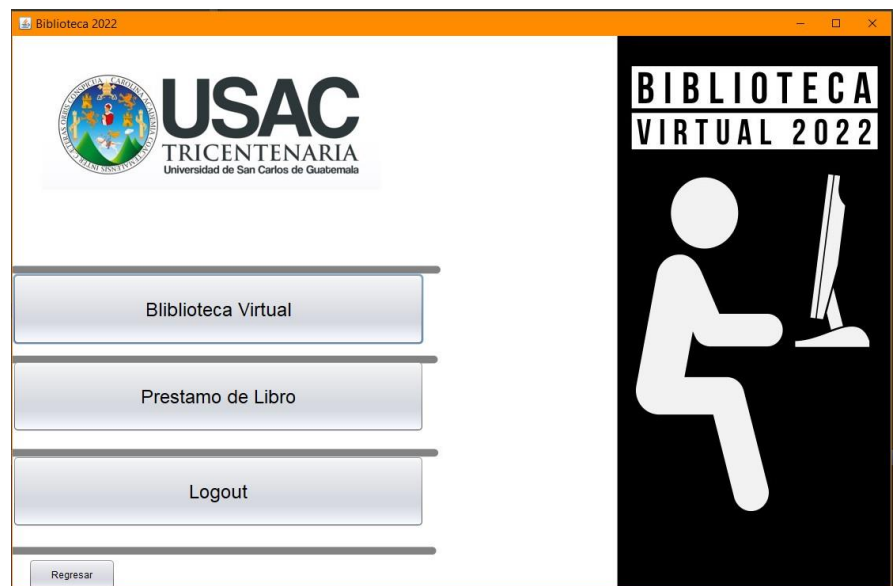 Biblioteca 2022
USAC
TRICENTENARIA
Universidad de San Carlos de Guatemala
BIBLIOTECA
VIRTUAL 2022
Bliblioteca Virtual
Prestamo de Libro
Logout
Regresar